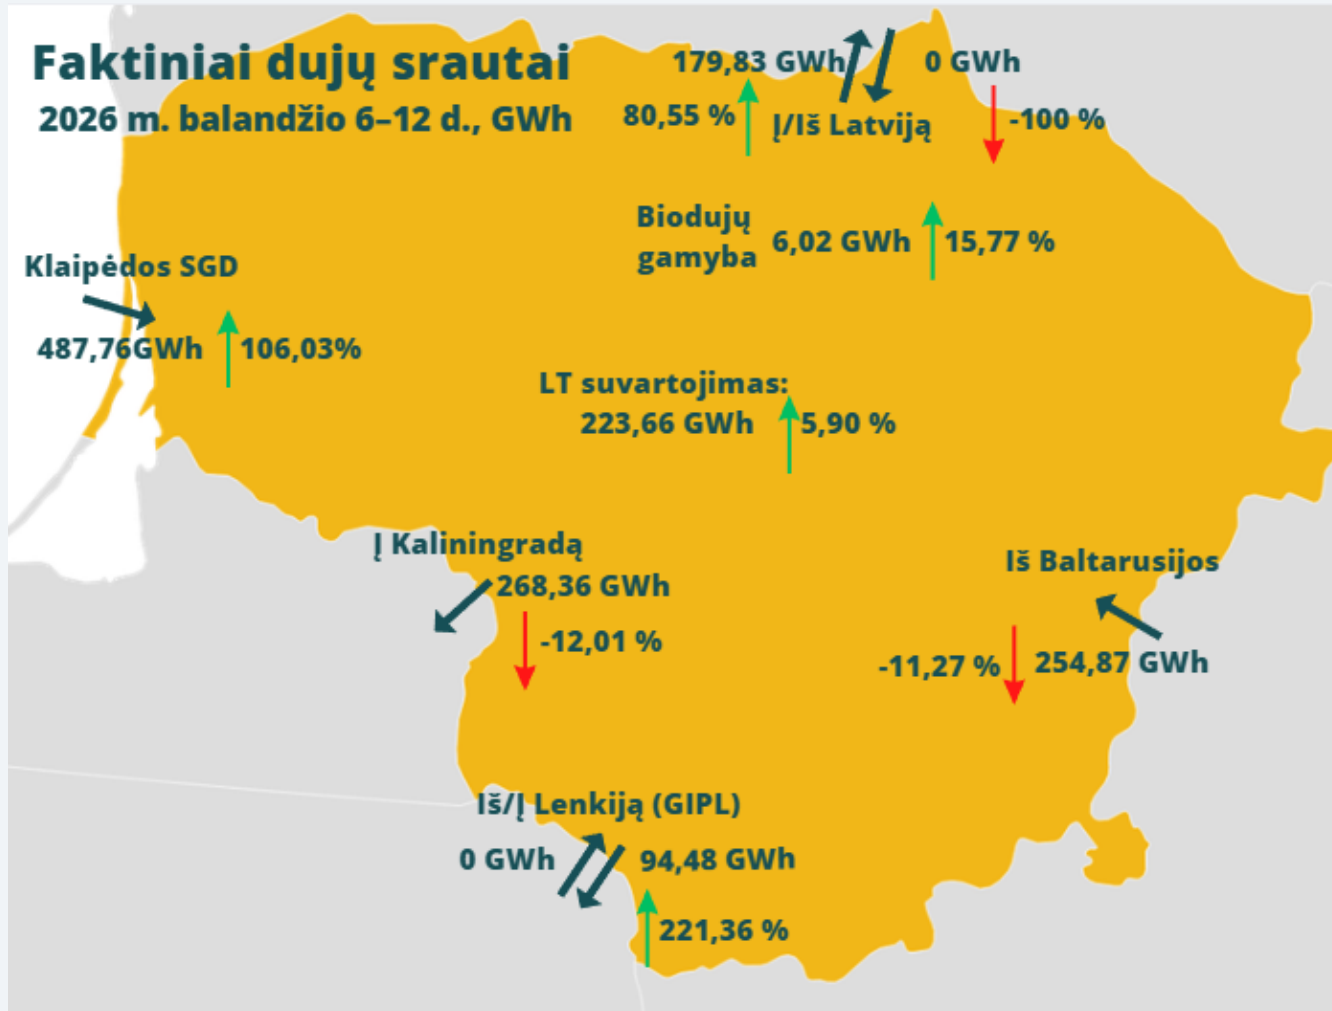 Faktiniai dujų srautai
2026 m. balandžio 6–12 d., GWh
179,83 GWh
0 GWh
80,55 %
Į/Iš Latviją
-100 %
Biodujų
gamyba
6,02 GWh
15,77 %
Klaipėdos SGD
487,76GWh
106,03%
LT suvartojimas:
223,66 GWh
5,90 %
Į Kaliningradą
268,36 GWh
-12,01 %
Iš Baltarusijos
-11,27 %
254,87 GWh
Iš/Į Lenkiją (GIPL)
0 GWh
94,48 GWh
221,36 %